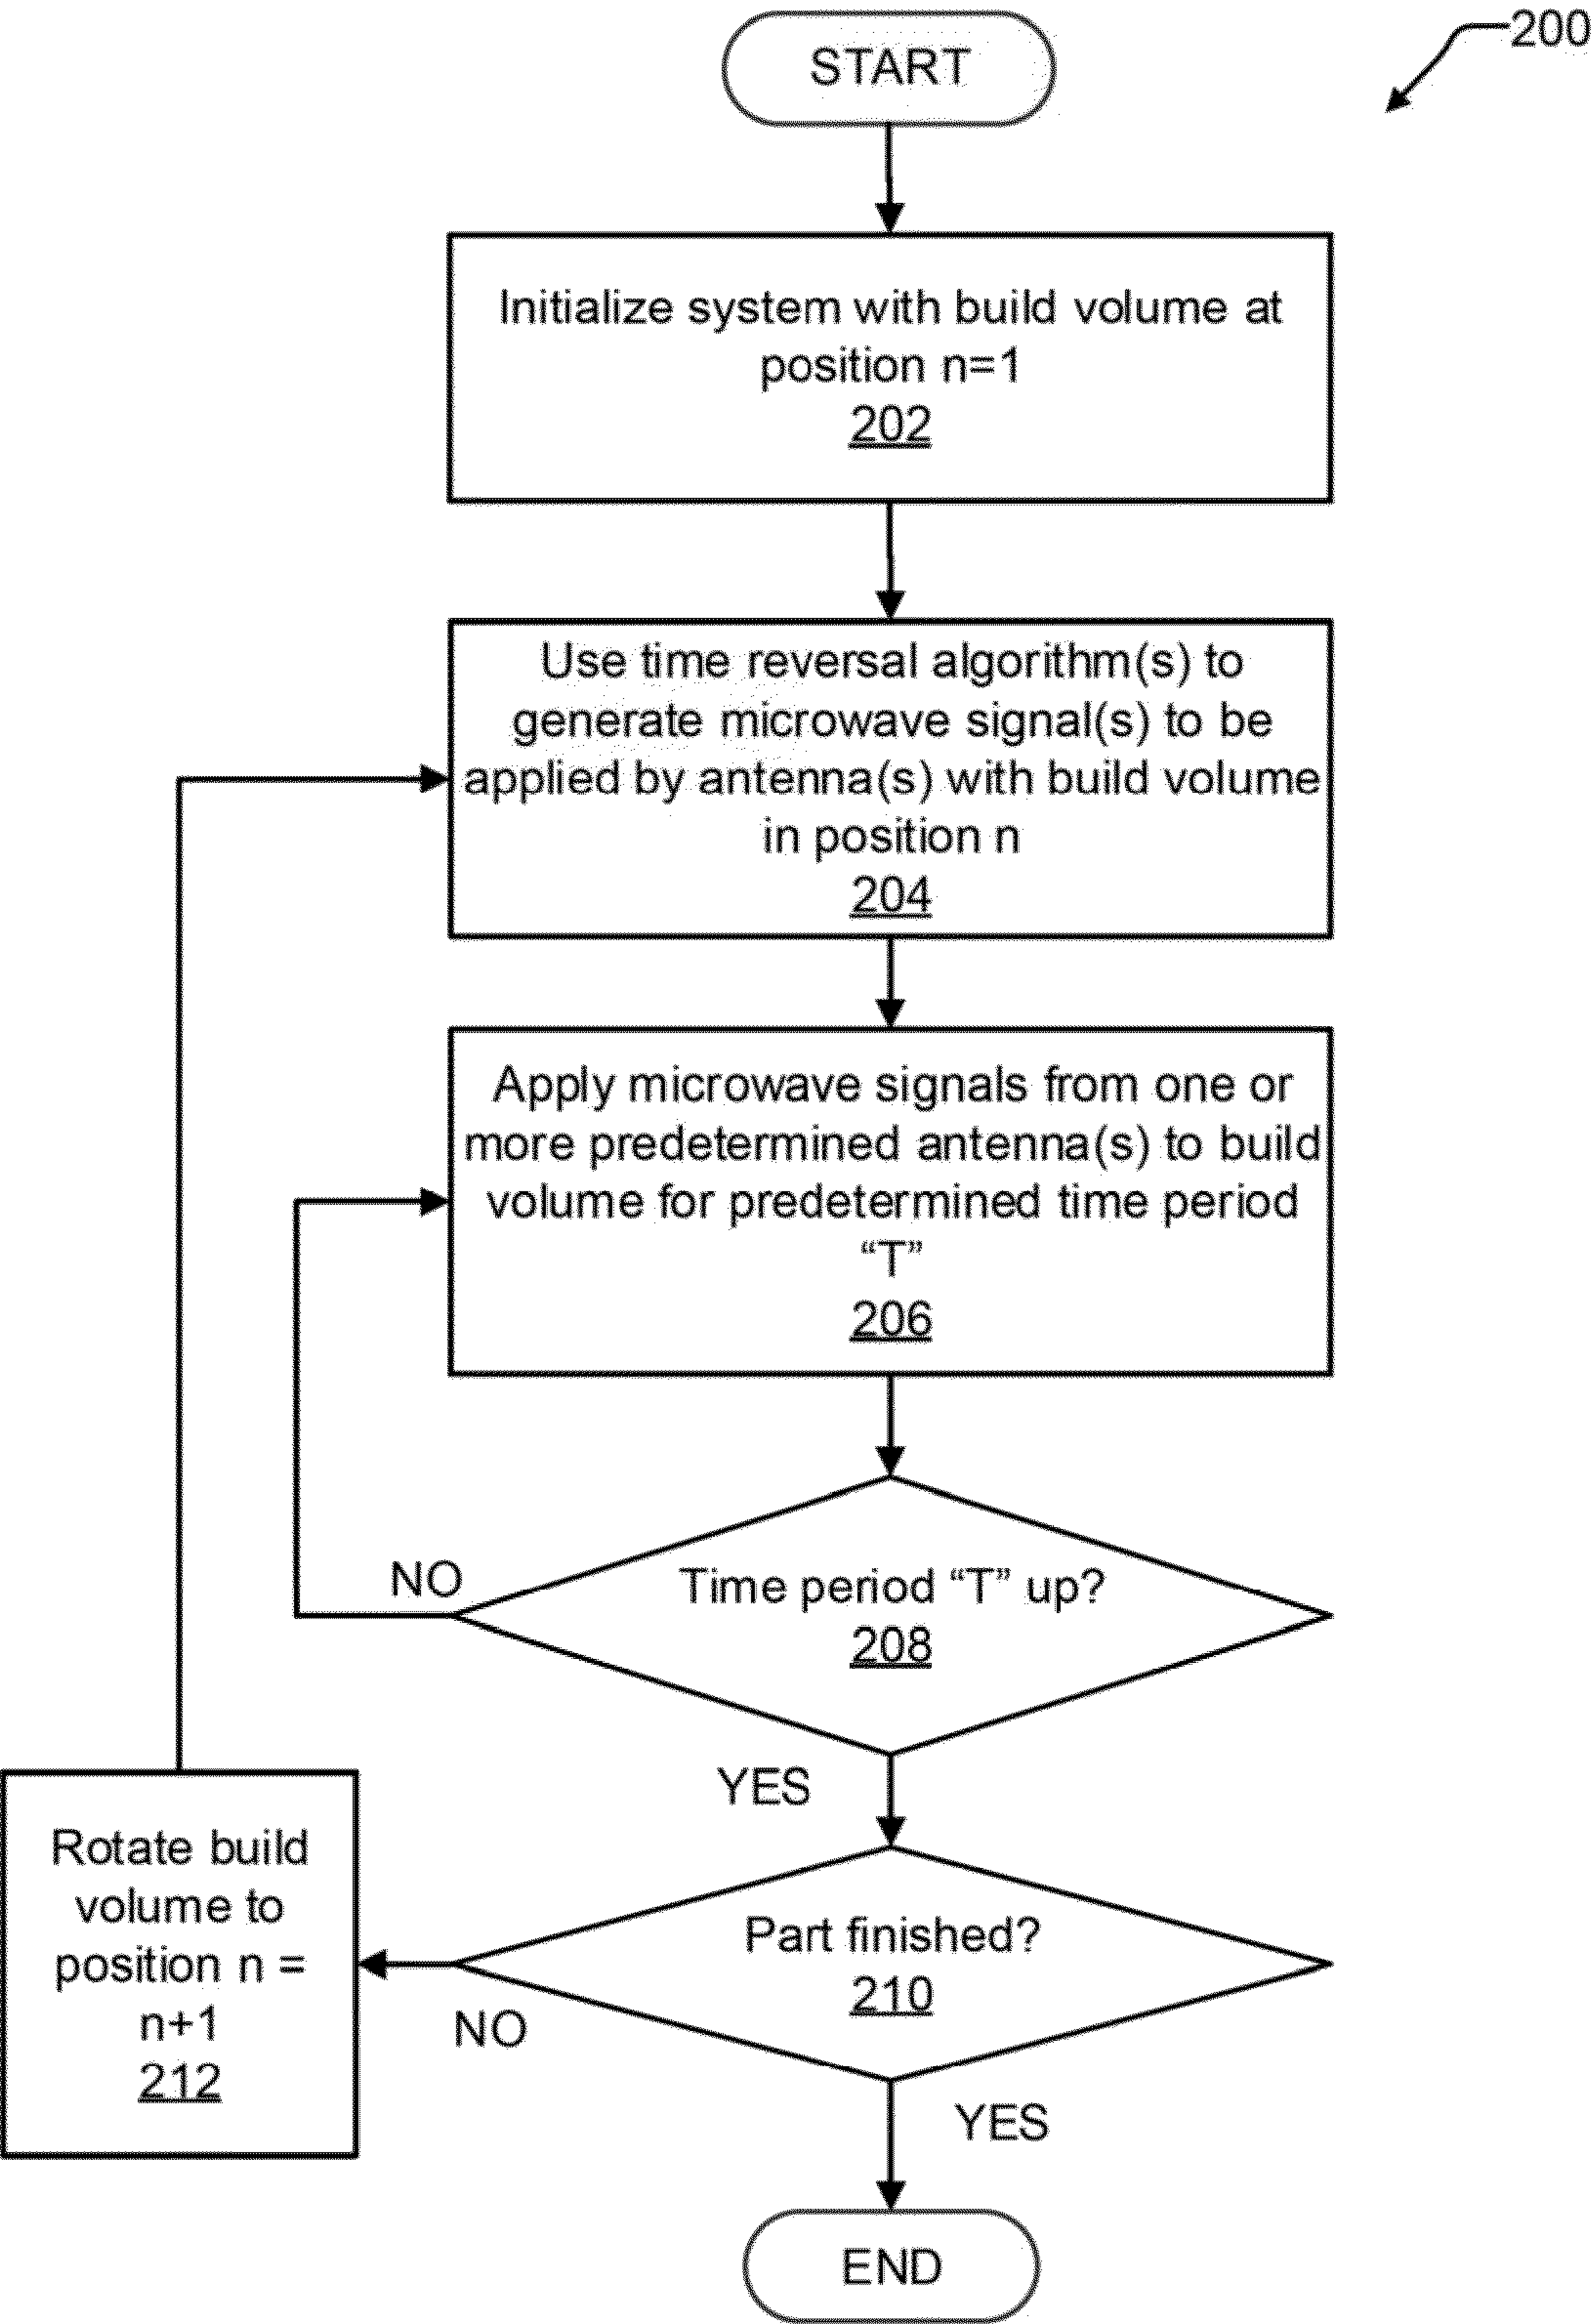 200
START
Initialize system with build volume at
position n=1
202
Use time reversal algorithm(s) to
generate microwave signal(s) to be
applied by antenna(s) with build volume
in position n
204
Apply microwave signals from one or
more predetermined antenna(s) to build
volume for predetermined time period
“T”
206
Time period “T” up?
208
NO
YES
Part finished?
210
NO
YES
Rotate build
volume to
position n =
n+1
212
END